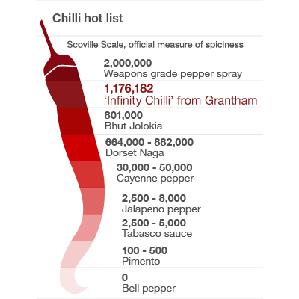 Chilli hot list
Scoville Scale, official measure of spiciness
2,000,000
Weapons grade pepper spray
1,176,182
'Infinity Chilli' from Grantham
801,000
Bhut Jolokia
664,000 - 882,000
Dorset Naga
30,000 - 50,000
Cayenne pepper
2,500 - 8,000
Jalapeno pepper
2,500 - 5,000
Tabasco sauce
100 - 500
Pimento
0
Bell pepper